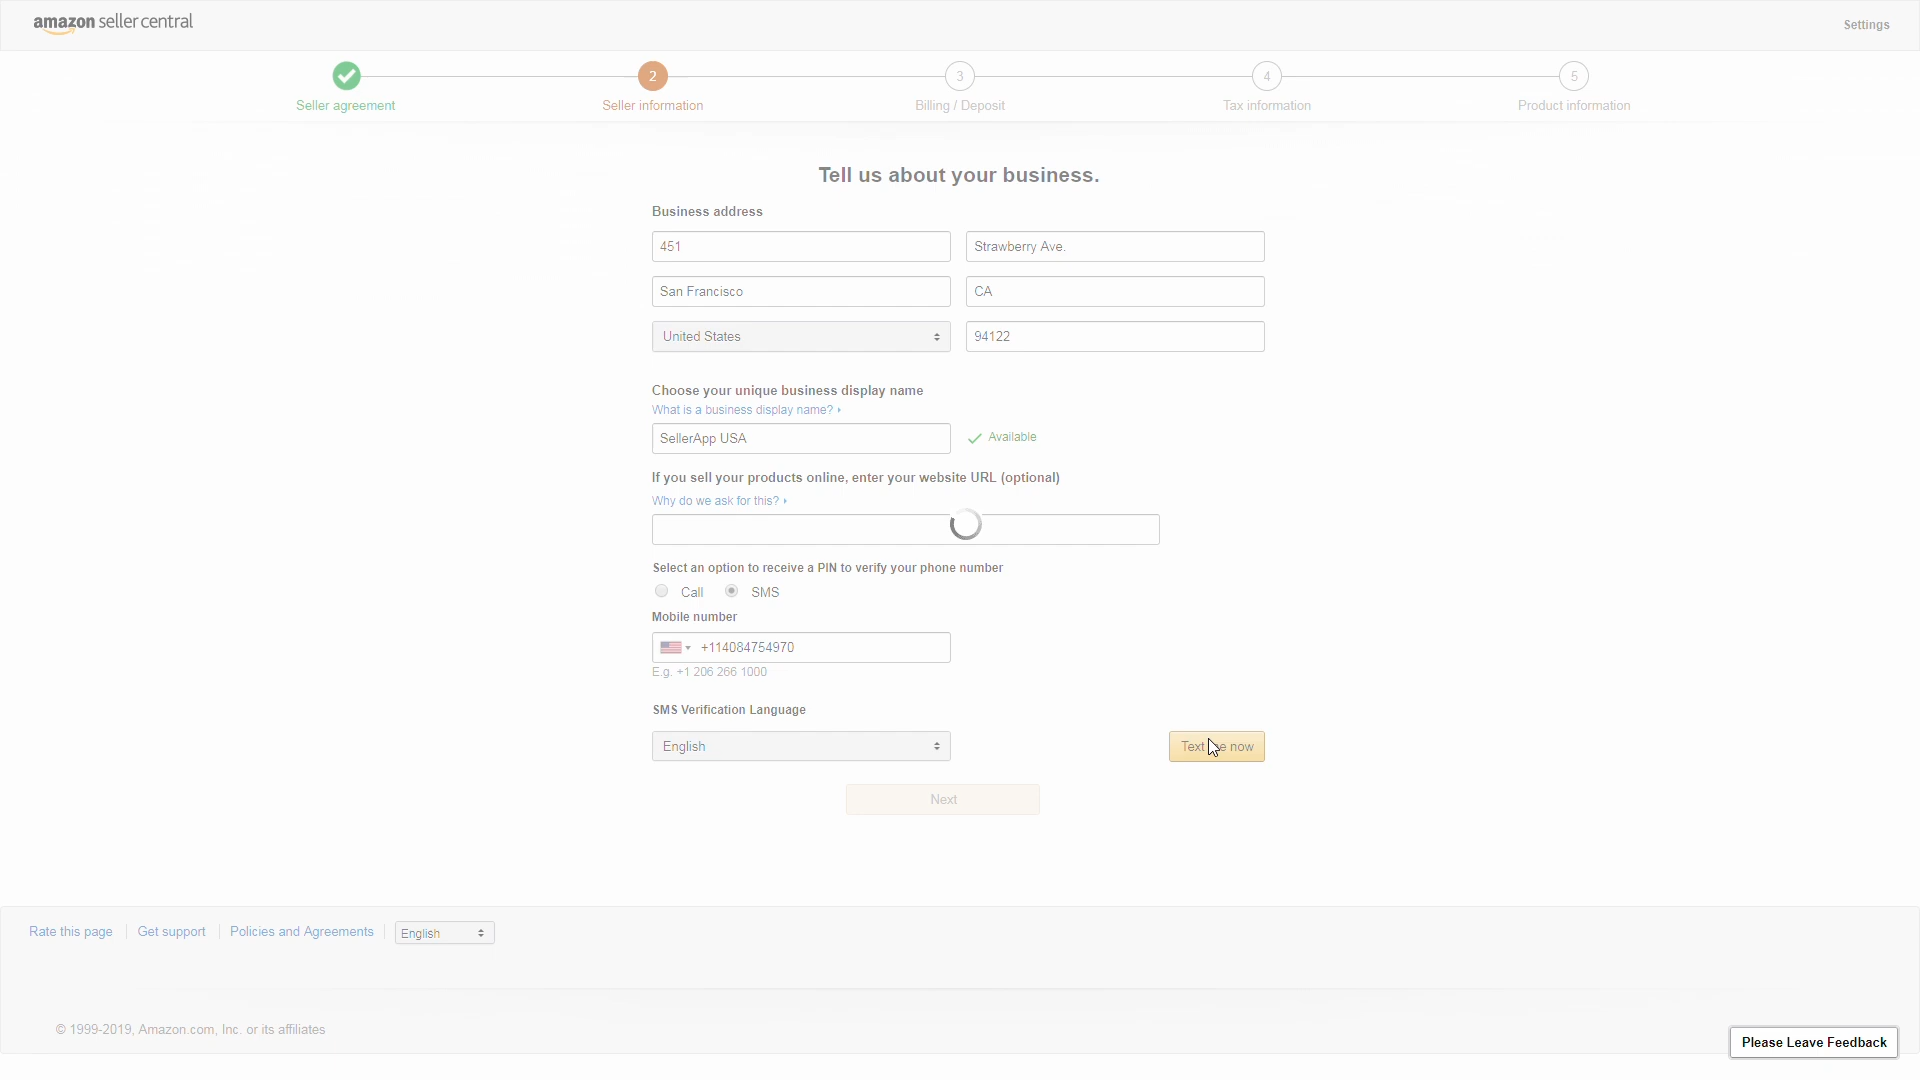 amazon seller central
Settings
2
3
4
5
Seller agreement
Seller information
Billing / Deposit
Tax information
Product information
Tell us about your business.
Business address
451
Strawberry Ave.
San Francisco
CA
United States
94122
Choose your unique business display name
What is a business display name?
SellerApp USA
Available
If you sell your products online, enter your website URL (optional)
Why do we ask for this?
Select an option to receive a PIN to verify your phone number
Call
SMS
Mobile number
+114084754970
E.g. +1 206 266 1000
SMS Verification Language
English
Text now
Next
Rate this page
Get support
Policies and Agreements
English
© 1999-2019, Amazon.com, Inc. or its affiliates
Please Leave Feedback